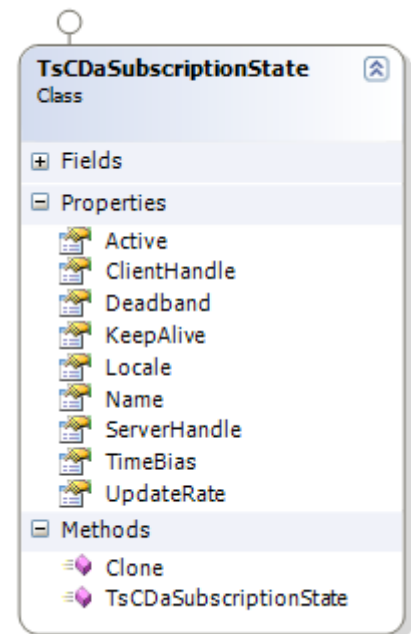 TsCDaSubscriptionState
Class
Fields
Properties
Active
ClientHandle
Deadband
KeepAlive
Locale
Name
ServerHandle
TimeBias
UpdateRate
Methods
Clone
TsCDaSubscriptionState